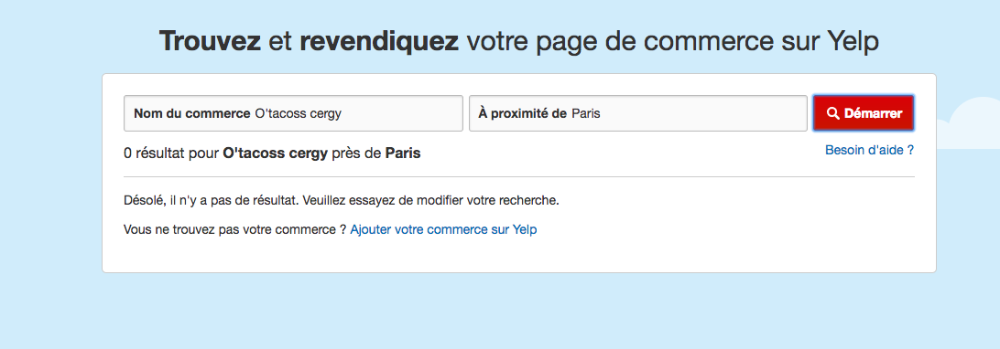 Trouvez et revendiquez votre page de commerce sur Yelp
Nom du commerce O'tacoss cergy
À proximité de Paris
Démarrer
0 résultat pour O'tacoss cergy près de Paris
Besoin d'aide ?
Désolé, il n'y a pas de résultat. Veuillez essayez de modifier votre recherche.
Vous ne trouvez pas votre commerce ? Ajouter votre commerce sur Yelp